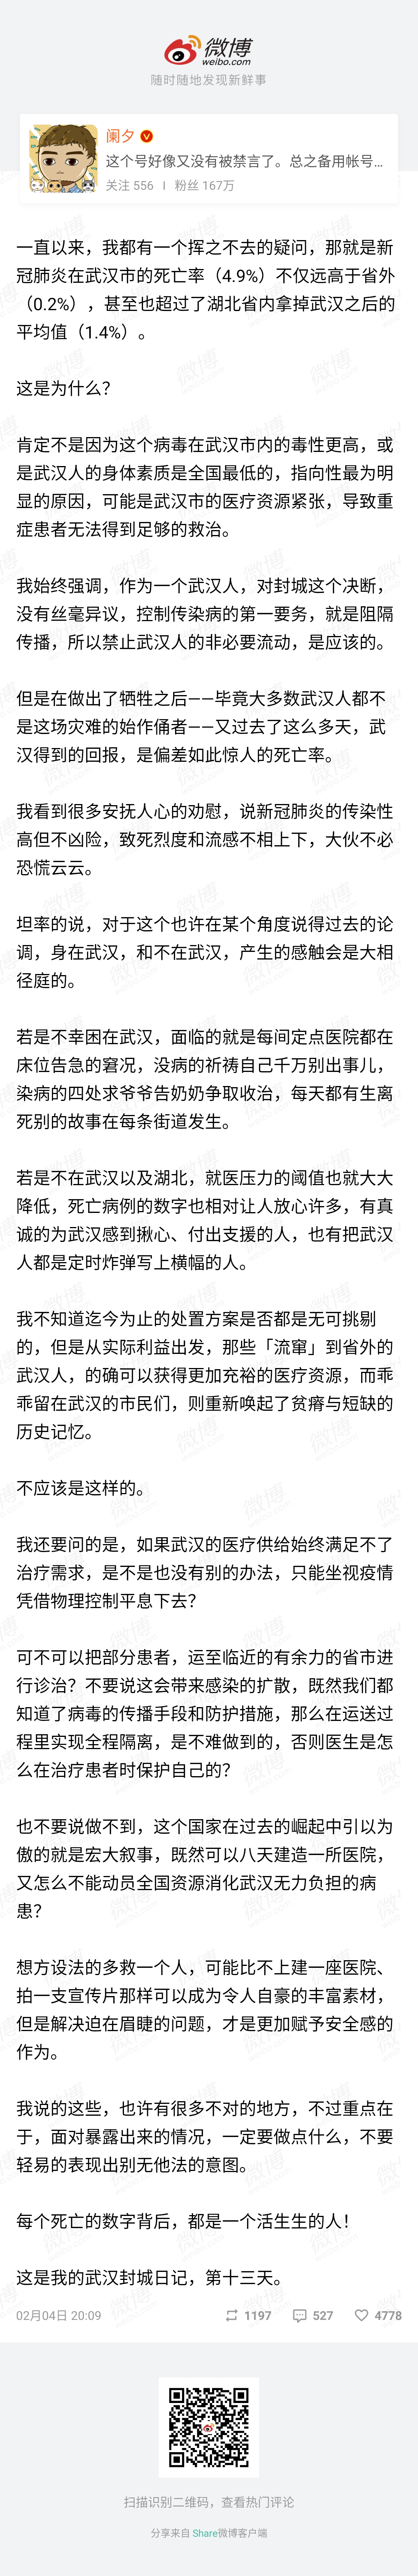 微博
weibo.com
随时随地发现新鲜事
阑夕
这个号好像又没有被禁言了。总之备用帐号...
关注 556 | 粉丝 167万
一直以来，我都有一个挥之不去的疑问，那就是新
冠肺炎在武汉市的死亡率（4.9%）不仅远高于省外
（0.2%），甚至也超过了湖北省内拿掉武汉之后的
平均值（1.4%）。
这是为什么？
肯定不是因为这个病毒在武汉市内的毒性更高，或
是武汉人的身体素质是全国最低的，指向性最为明
显的原因，可能是武汉市的医疗资源紧张，导致重
症患者无法得到足够的救治。
我始终强调，作为一个武汉人，对封城这个决断，
没有丝毫异议，控制传染病的第一要务，就是阻隔
传播，所以禁止武汉人的非必要流动，是应该的。
但是在做出了牺牲之后——毕竟大多数武汉人都不
是这场灾难的始作俑者——又过去了这么多天，武
汉得到的回报，是偏差如此惊人的死亡率。
我看到很多安抚人心的劝慰，说新冠肺炎的传染性
高但不凶险，致死烈度和流感不相上下，大伙不必
恐慌云云。
坦率的说，对于这个也许在某个角度说得过去的论
调，身在武汉，和不在武汉，产生的感触会是大相
径庭的。
若是不幸困在武汉，面临的就是每间定点医院都在
床位告急的窘况，没病的祈祷自己千万别出事儿，
染病的四处求爷爷告奶奶争取收治，每天都有生离
死别的故事在每条街道发生。
若是不在武汉以及湖北，就医压力的阈值也就大大
降低，死亡病例的数字也相对让人放心许多，有真
诚的为武汉感到揪心、付出支援的人，也有把武汉
人都是定时炸弹写上横幅的人。
我不知道迄今为止的处置方案是否都是无可挑剔
的，但是从实际利益出发，那些「流窜」到省外的
武汉人，的确可以获得更加充裕的医疗资源，而乖
乖留在武汉的市民们，则重新唤起了贫瘠与短缺的
历史记忆。
不应该是这样的。
我还要问的是，如果武汉的医疗供给始终满足不了
治疗需求，是不是也没有别的办法，只能坐视疫情
凭借物理控制平息下去？
可不可以把部分患者，运至临近的有余力的省市进
行诊治？不要说这会带来感染的扩散，既然我们都
知道了病毒的传播手段和防护措施，那么在运送过
程里实现全程隔离，是不难做到的，否则医生是怎
么在治疗患者时保护自己的？
也不要说做不到，这个国家在过去的崛起中引以为
傲的就是宏大叙事，既然可以八天建造一所医院，
又怎么不能动员全国资源消化武汉无力负担的病
患？
想方设法的多救一个人，可能比不上建一座医院、
拍一支宣传片那样可以成为令人自豪的丰富素材，
但是解决迫在眉睫的问题，才是更加赋予安全感的
作为。
我说的这些，也许有很多不对的地方，不过重点在
于，面对暴露出来的情况，一定要做点什么，不要
轻易的表现出别无他法的意图。
每个死亡的数字背后，都是一个活生生的人！
这是我的武汉封城日记，第十三天。
02月04日 20:09 1197 527 4778
扫描识别二维码，查看热门评论
分享来自 Share微博客户端